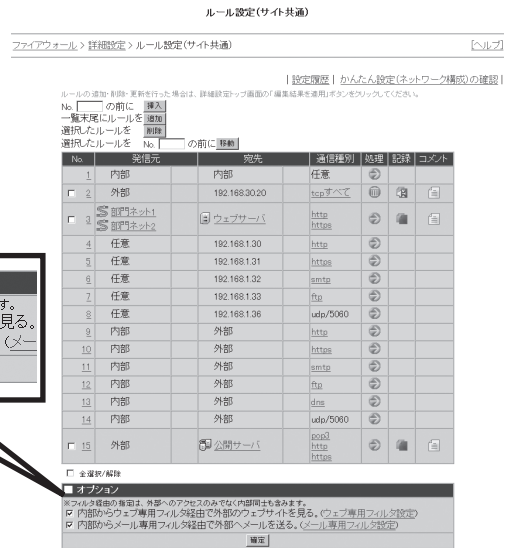 ルール設定(サイト共通)
ファイアウォール > 詳細設定 > ルール設定(サイト共通) [ヘルプ]
| 設定履歴 | かんたん設定(ネットワーク構成)の確認 |
ルールの追加・削除・更新を行った場合は、詳細設定トップ画面の「編集結果を適用」ボタンをクリックしてください。
No. の前に 挿入
一覧末尾にルールを 追加
選択したルールを 削除
選択したルールを No. の前に 移動
No. 発信元 宛先 通信種別 処理 記録 コメント
1 内部 内部 任意
2 外部 192.168.30.20 tcpすべて
3 部門ネット1 ウェブサーバ http
部門ネット2 https
4 任意 192.168.1.30 http
5 任意 192.168.1.31 https
6 任意 192.168.1.32 smtp
7 任意 192.168.1.33 ftp
8 任意 192.168.1.36 udp/5060
9 内部 外部 http
10 内部 外部 https
11 内部 外部 smtp
12 内部 外部 ftp
13 内部 外部 dns
14 内部 外部 udp/5060
15 外部 公開サーバ pop3
http
https
全選択/解除
オプション
※フィルタ経由の指定は、外部へのアクセスのみでなく内部同士も含みます。
内部からウェブ専用フィルタ経由で外部のウェブサイトを見る。(ウェブ専用フィルタ設定)
内部からメール専用フィルタ経由で外部へメールを送る。(メール専用フィルタ設定)
確定
す。
見る。
(メー